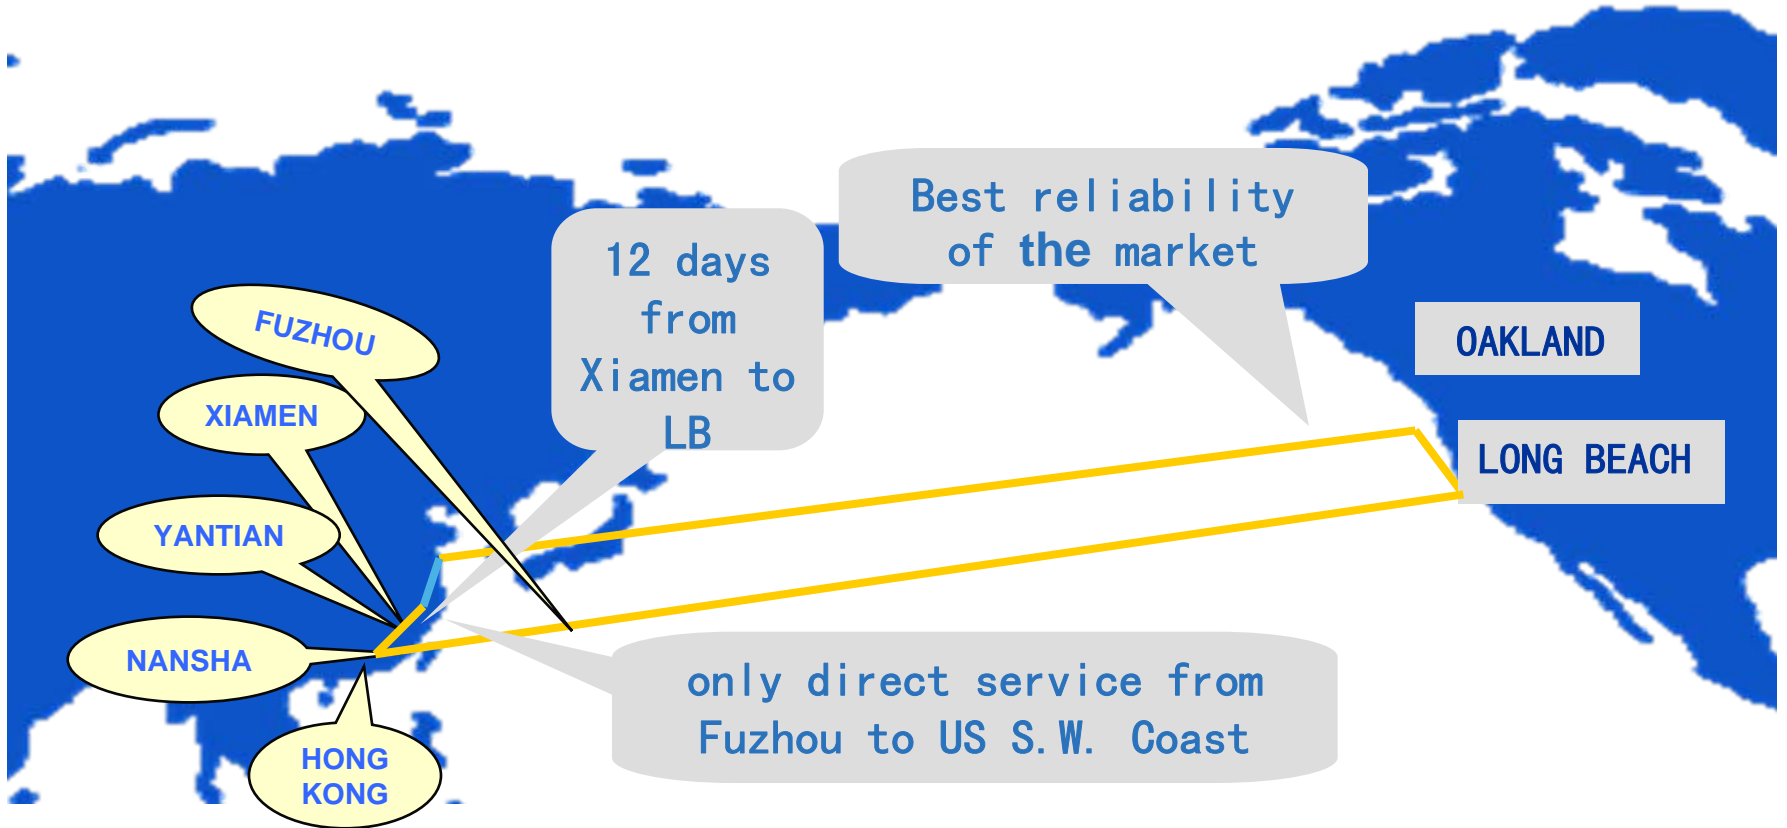 Best reliability
of the market
12 days
from
Xiamen to
LB
FUZHOU
OAKLAND
XIAMEN
LONG BEACH
YANTIAN
NANSHA
only direct service from
Fuzhou to US S.W. Coast
HONG
KONG